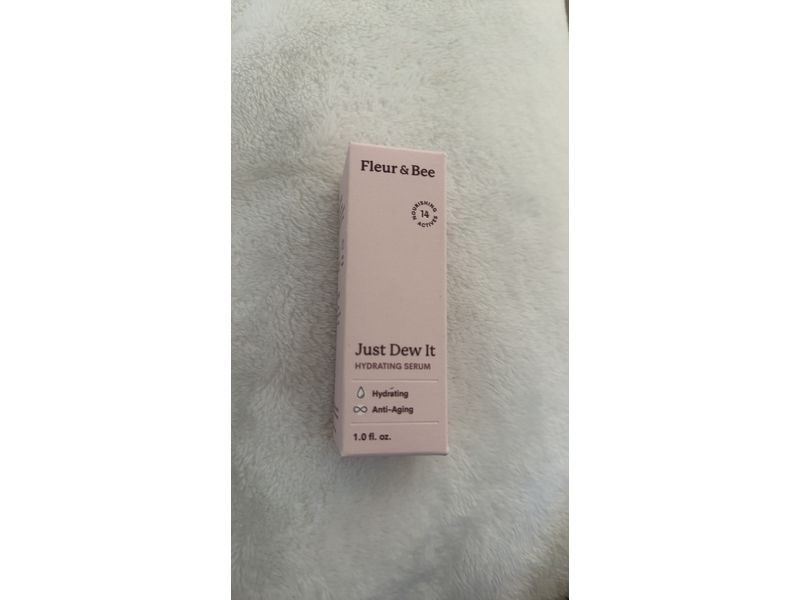 Fleur & Bee
NOURISHING
14
ACTIVES
Just Dew It
HYDRATING SERUM
Hydrating
Anti-Aging
1.0 fl. oz.